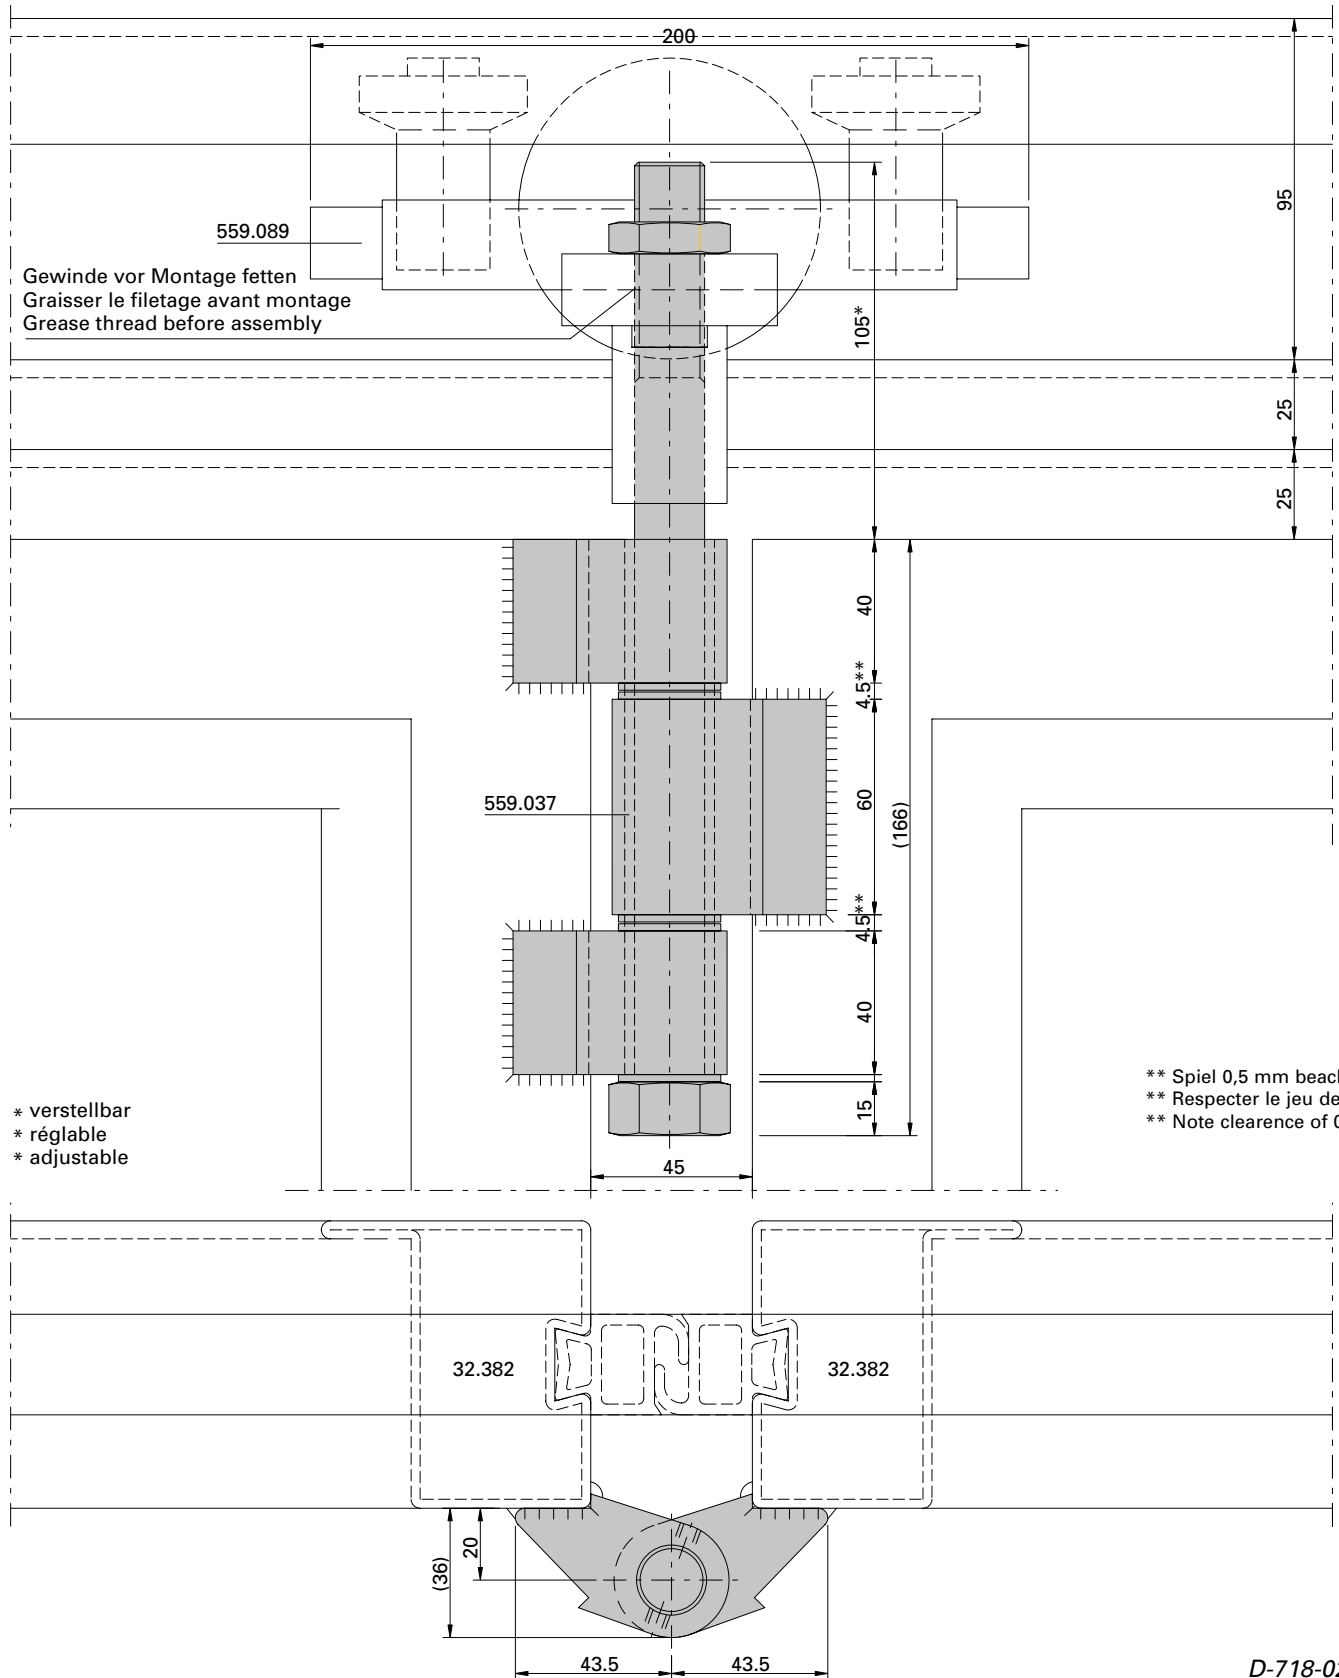 200
95
559.089
Gewinde vor Montage fetten
Graisser le filetage avant montage
Grease thread before assembly
105*
25
25
40
4.5**
559.037
60
(166)
4.5**
40
15
* verstellbar
* réglable
* adjustable
** Spiel 0,5 mm
** Respecter le jeu de
** Note clearence of
45
32.382
32.382
20
(36)
43.5
43.5